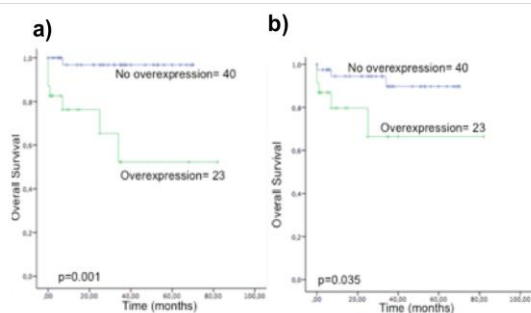 a)
Overall Survival
1,0
0,8
0,6
0,4
0,2
0,0
No overexpression= 40
Overexpression= 23
p=0.001
,00 20,00 40,00 60,00 80,00 100,00
Time (months)
b)
Overall Survival
1,0
0,8
0,6
0,4
0,2
0,0
No overexpression= 40
Overexpression= 23
p=0.035
,00 20,00 40,00 60,00 80,00 100,00
Time (months)